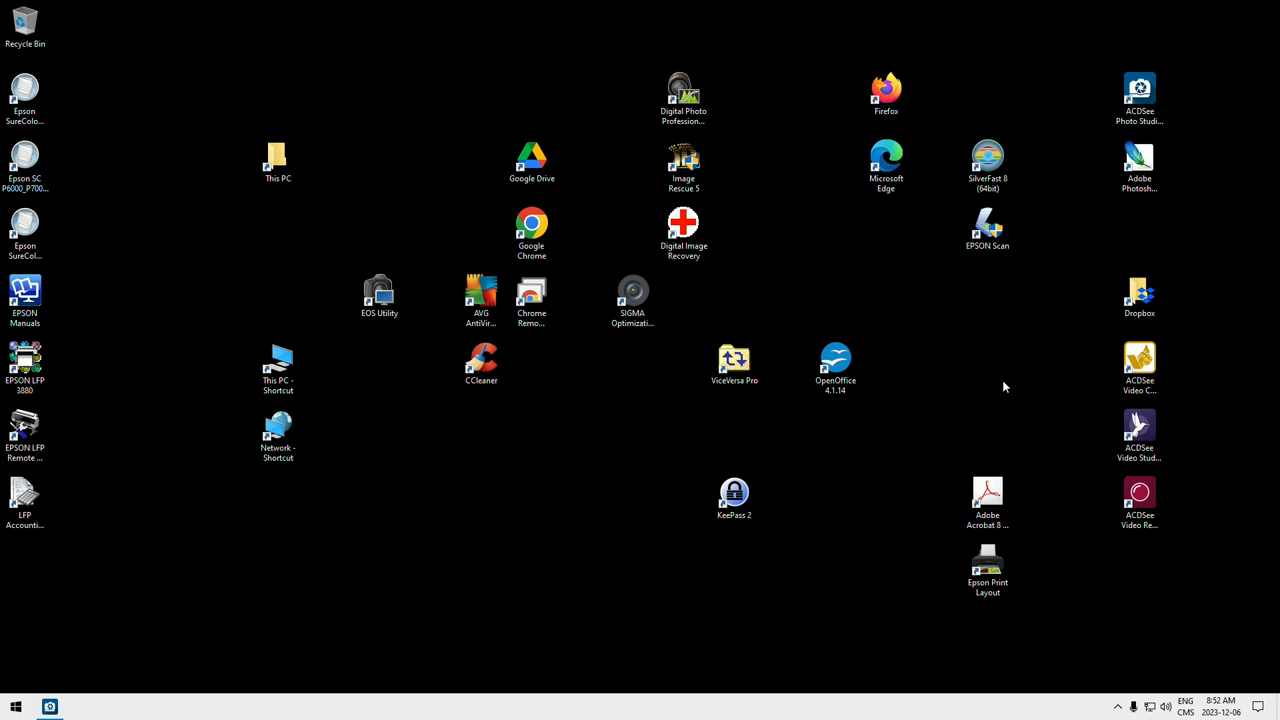 Recycle Bin
Epson
SureColo...
Epson SC
P6000_P700...
Epson
SureColo...
EPSON
Manuals
EPSON LFP
3880
EPSON LFP
Remote ...
LFP
Accounti...
This PC
This PC -
Shortcut
Network -
Shortcut
EOS Utility
AVG
AntiVir...
CCleaner
Google Drive
Google
Chrome
Chrome
Remo...
SIGMA
Optimizati...
Digital Photo
Profession...
Image
Rescue 5
Digital Image
Recovery
ViceVersa Pro
KeePass 2
OpenOffice
4.1.14
Firefox
Microsoft
Edge
SilverFast 8
(64bit)
EPSON Scan
Adobe
Acrobat 8 ...
Epson Print
Layout
ACDSee
Photo Studi...
Adobe
Photosh...
Dropbox
ACDSee
Video C...
ACDSee
Video Stud...
ACDSee
Video Re...
ENG
CMS
8:52 AM
2023-12-06